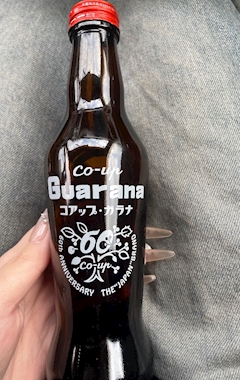 Co-up
Guarana
コアップ・ガラナ
60
Co-up
60th ANNIVERSARY THE "JAPAN" BRAND